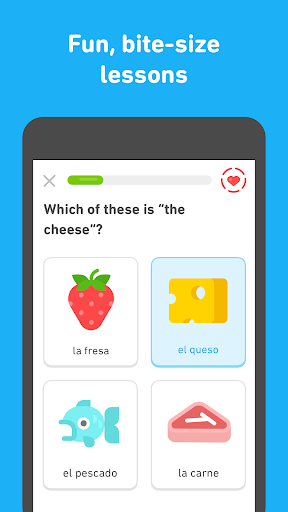 Fun, bite-size
lessons
Which of these is “the
cheese”?
la fresa
el queso
el pescado
la carne